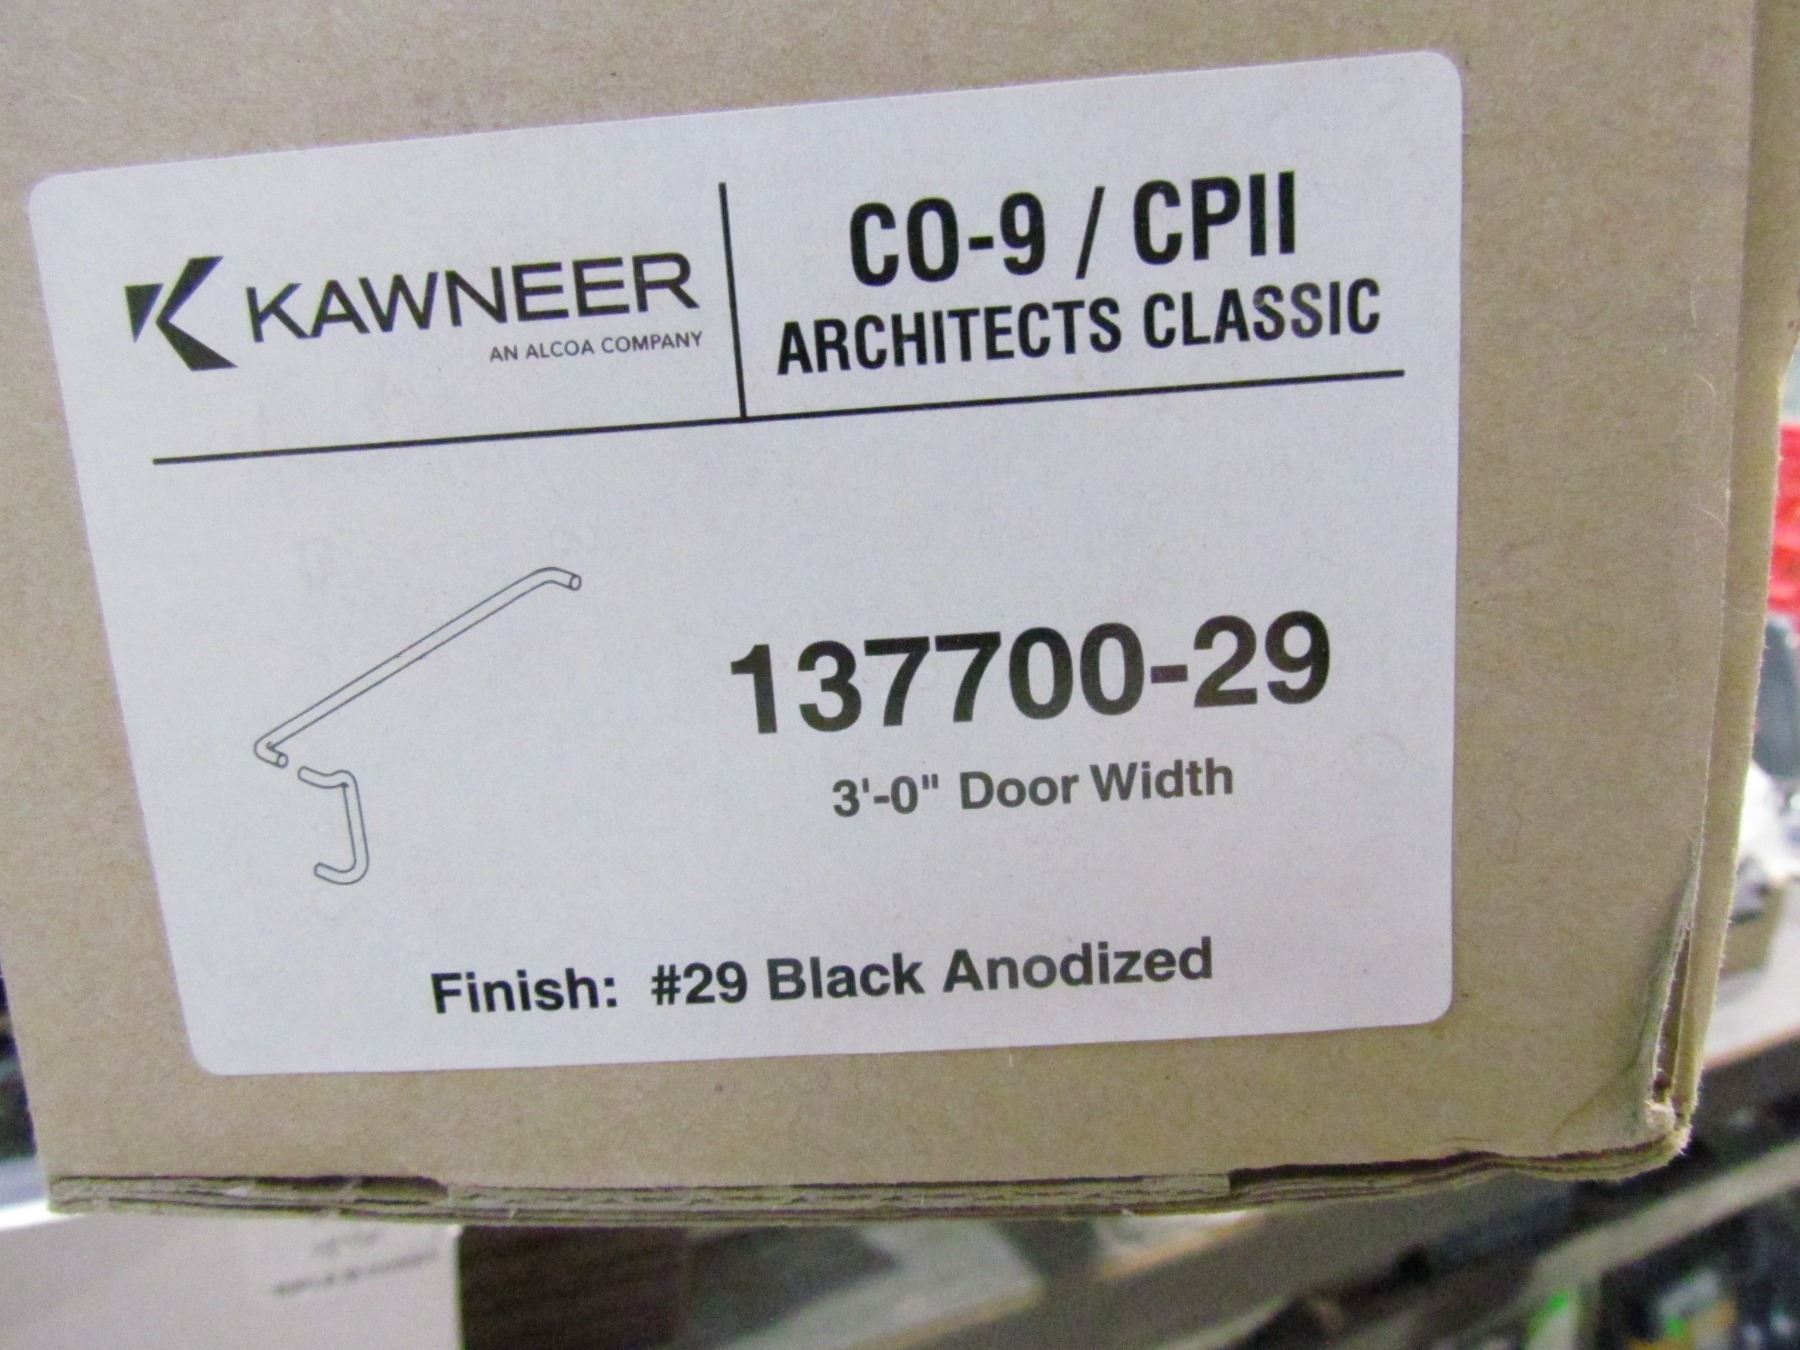 KAWNEER
AN ALCOA COMPANY
CO-9 / CPII
ARCHITECTS CLASSIC
137700-29
3'-0" Door Width
Finish: #29 Black Anodized